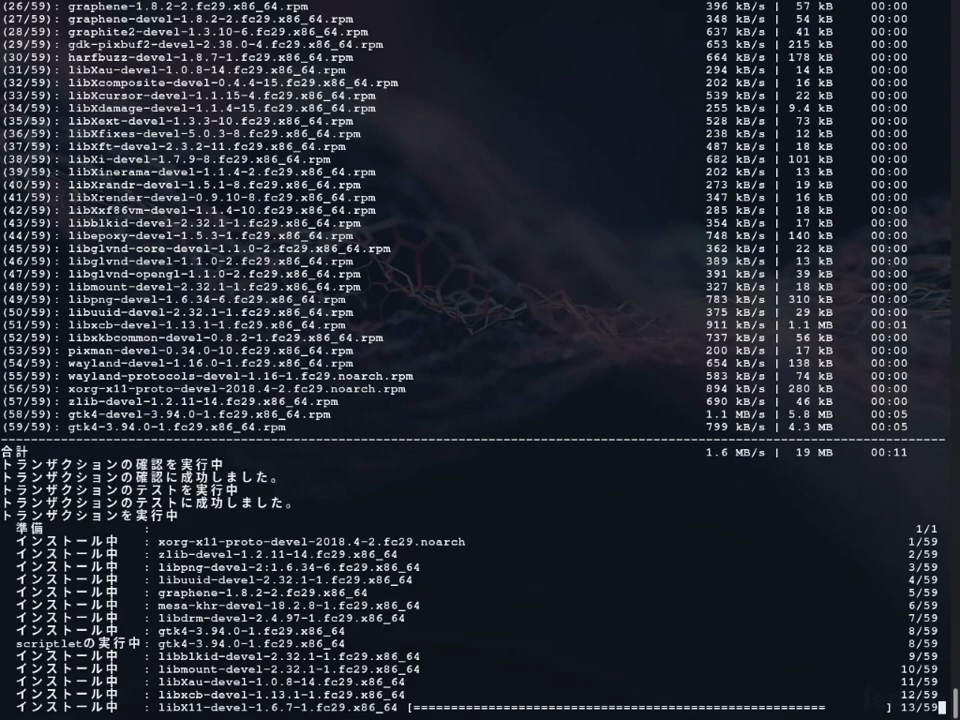 (26/59): graphene-1.8.2-2.fc29.x86_64.rpm 396 kB/s | 57 kB 00:00
(27/59): graphene-devel-1.8.2-2.fc29.x86_64.rpm 348 kB/s | 54 kB 00:00
(28/59): graphite2-devel-1.3.10-6.fc29.x86_64.rpm 637 kB/s | 41 kB 00:00
(29/59): gdk-pixbuf2-devel-2.38.0-4.fc29.x86_64.rpm 653 kB/s | 215 kB 00:00
(30/59): harfbuzz-devel-1.8.7-1.fc29.x86_64.rpm 664 kB/s | 178 kB 00:00
(31/59): libXau-devel-1.0.8-14.fc29.x86_64.rpm 294 kB/s | 14 kB 00:00
(32/59): libXcomposite-devel-0.4.4-15.fc29.x86_64.rpm 202 kB/s | 16 kB 00:00
(33/59): libXcursor-devel-1.1.15-4.fc29.x86_64.rpm 539 kB/s | 22 kB 00:00
(34/59): libXdamage-devel-1.1.4-15.fc29.x86_64.rpm 255 kB/s | 9.4 kB 00:00
(35/59): libXext-devel-1.3.3-10.fc29.x86_64.rpm 528 kB/s | 73 kB 00:00
(36/59): libXfixes-devel-5.0.3-8.fc29.x86_64.rpm 238 kB/s | 12 kB 00:00
(37/59): libXft-devel-2.3.2-11.fc29.x86_64.rpm 487 kB/s | 18 kB 00:00
(38/59): libXi-devel-1.7.9-8.fc29.x86_64.rpm 682 kB/s | 101 kB 00:00
(39/59): libXinerama-devel-1.1.4-2.fc29.x86_64.rpm 202 kB/s | 13 kB 00:00
(40/59): libXrandr-devel-1.5.1-8.fc29.x86_64.rpm 273 kB/s | 19 kB 00:00
(41/59): libXrender-devel-0.9.10-8.fc29.x86_64.rpm 347 kB/s | 16 kB 00:00
(42/59): libXxf86vm-devel-1.1.4-10.fc29.x86_64.rpm 285 kB/s | 18 kB 00:00
(43/59): libblkid-devel-2.32.1-1.fc29.x86_64.rpm 354 kB/s | 17 kB 00:00
(44/59): libepoxy-devel-1.5.3-1.fc29.x86_64.rpm 748 kB/s | 140 kB 00:00
(45/59): libglvnd-core-devel-1.1.0-2.fc29.x86_64.rpm 362 kB/s | 22 kB 00:00
(46/59): libglvnd-devel-1.1.0-2.fc29.x86_64.rpm 389 kB/s | 13 kB 00:00
(47/59): libglvnd-opengl-1.1.0-2.fc29.x86_64.rpm 391 kB/s | 39 kB 00:00
(48/59): libmount-devel-2.32.1-1.fc29.x86_64.rpm 327 kB/s | 18 kB 00:00
(49/59): libpng-devel-1.6.34-6.fc29.x86_64.rpm 783 kB/s | 310 kB 00:00
(50/59): libuuid-devel-2.32.1-1.fc29.x86_64.rpm 375 kB/s | 29 kB 00:00
(51/59): libxcb-devel-1.13.1-1.fc29.x86_64.rpm 911 kB/s | 1.1 MB 00:01
(52/59): libxkbcommon-devel-0.8.2-1.fc29.x86_64.rpm 737 kB/s | 56 kB 00:00
(53/59): pixman-devel-0.34.0-10.fc29.x86_64.rpm 200 kB/s | 17 kB 00:00
(54/59): wayland-devel-1.16.0-1.fc29.x86_64.rpm 654 kB/s | 138 kB 00:00
(55/59): wayland-protocols-devel-1.16-1.fc29.noarch.rpm 583 kB/s | 74 kB 00:00
(56/59): xorg-x11-proto-devel-2018.4-2.fc29.noarch.rpm 894 kB/s | 280 kB 00:00
(57/59): zlib-devel-1.2.11-14.fc29.x86_64.rpm 690 kB/s | 46 kB 00:00
(58/59): gtk4-devel-3.94.0-1.fc29.x86_64.rpm 1.1 MB/s | 5.8 MB 00:05
(59/59): gtk4-3.94.0-1.fc29.x86_64.rpm 799 kB/s | 4.3 MB 00:05
合計 1.6 MB/s | 19 MB 00:11
トランザクションの確認を実行中
トランザクションの確認に成功しました。
トランザクションのテストを実行中
トランザクションのテストに成功しました。
トランザクションを実行中
準備 : 1/1
インストール中 : xorg-x11-proto-devel-2018.4-2.fc29.noarch 1/59
インストール中 : zlib-devel-1.2.11-14.fc29.x86_64 2/59
インストール中 : libpng-devel-2:1.6.34-6.fc29.x86_64 3/59
インストール中 : libuuid-devel-2.32.1-1.fc29.x86_64 4/59
インストール中 : graphene-1.8.2-2.fc29.x86_64 5/59
インストール中 : mesa-khr-devel-18.2.8-1.fc29.x86_64 6/59
インストール中 : libdrm-devel-2.4.97-1.fc29.x86_64 7/59
インストール中 : gtk4-3.94.0-1.fc29.x86_64 8/59
scriptletの実行中: gtk4-3.94.0-1.fc29.x86_64 8/59
インストール中 : libblkid-devel-2.32.1-1.fc29.x86_64 9/59
インストール中 : libmount-devel-2.32.1-1.fc29.x86_64 10/59
インストール中 : libXau-devel-1.0.8-14.fc29.x86_64 11/59
インストール中 : libxcb-devel-1.13.1-1.fc29.x86_64 12/59
インストール中 : libX11-devel-1.6.7-1.fc29.x86_64 [======================================================= ] 13/59